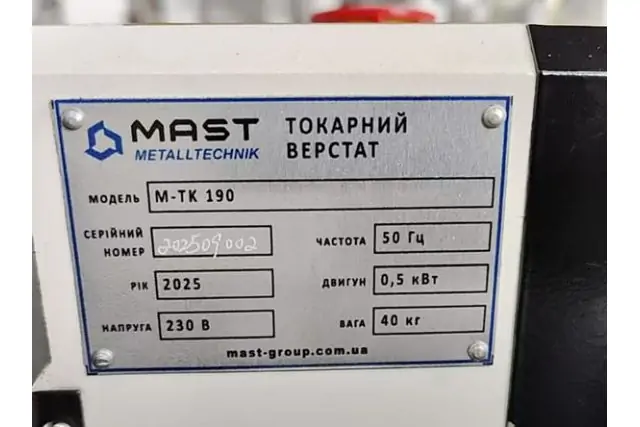 MAST
METALLTECHNIK
ТОКАРНИЙ
ВЕРСТАТ
МОДЕЛЬ М-ТК 190
СЕРІЙНИЙ НОМЕР 202509002
ЧАСТОТА 50 Гц
РІК 2025
ДВИГУН 0,5 кВт
НАПРУГА 230 В
ВАГА 40 кг
mast-group.com.ua